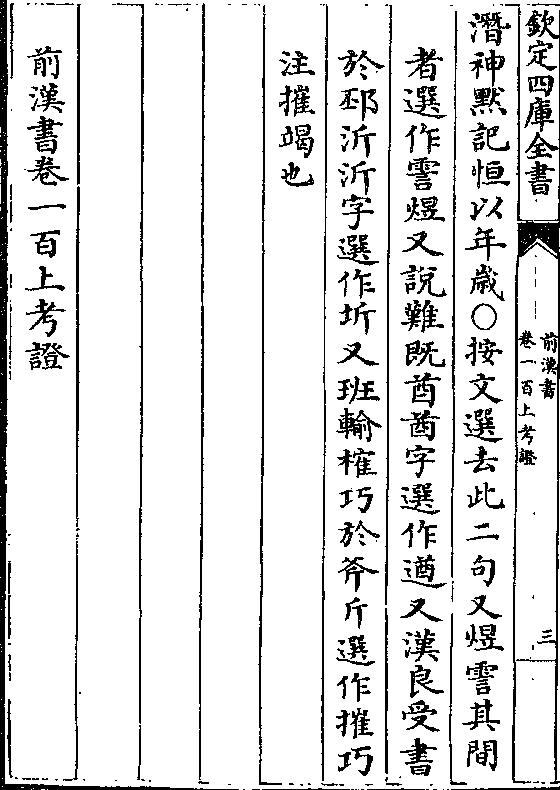 欽定四庫全書
前漢書
卷一百上考證
三
潛神黙記恒以年歲○按文選去此二句又煜霅其間
者選作霅煜又說難既酋酋字選作遒又漢良受書
於邳沂沂字選作圻又班輸榷巧於斧斤選作摧巧
注摧竭也
前漢書卷一百上考證